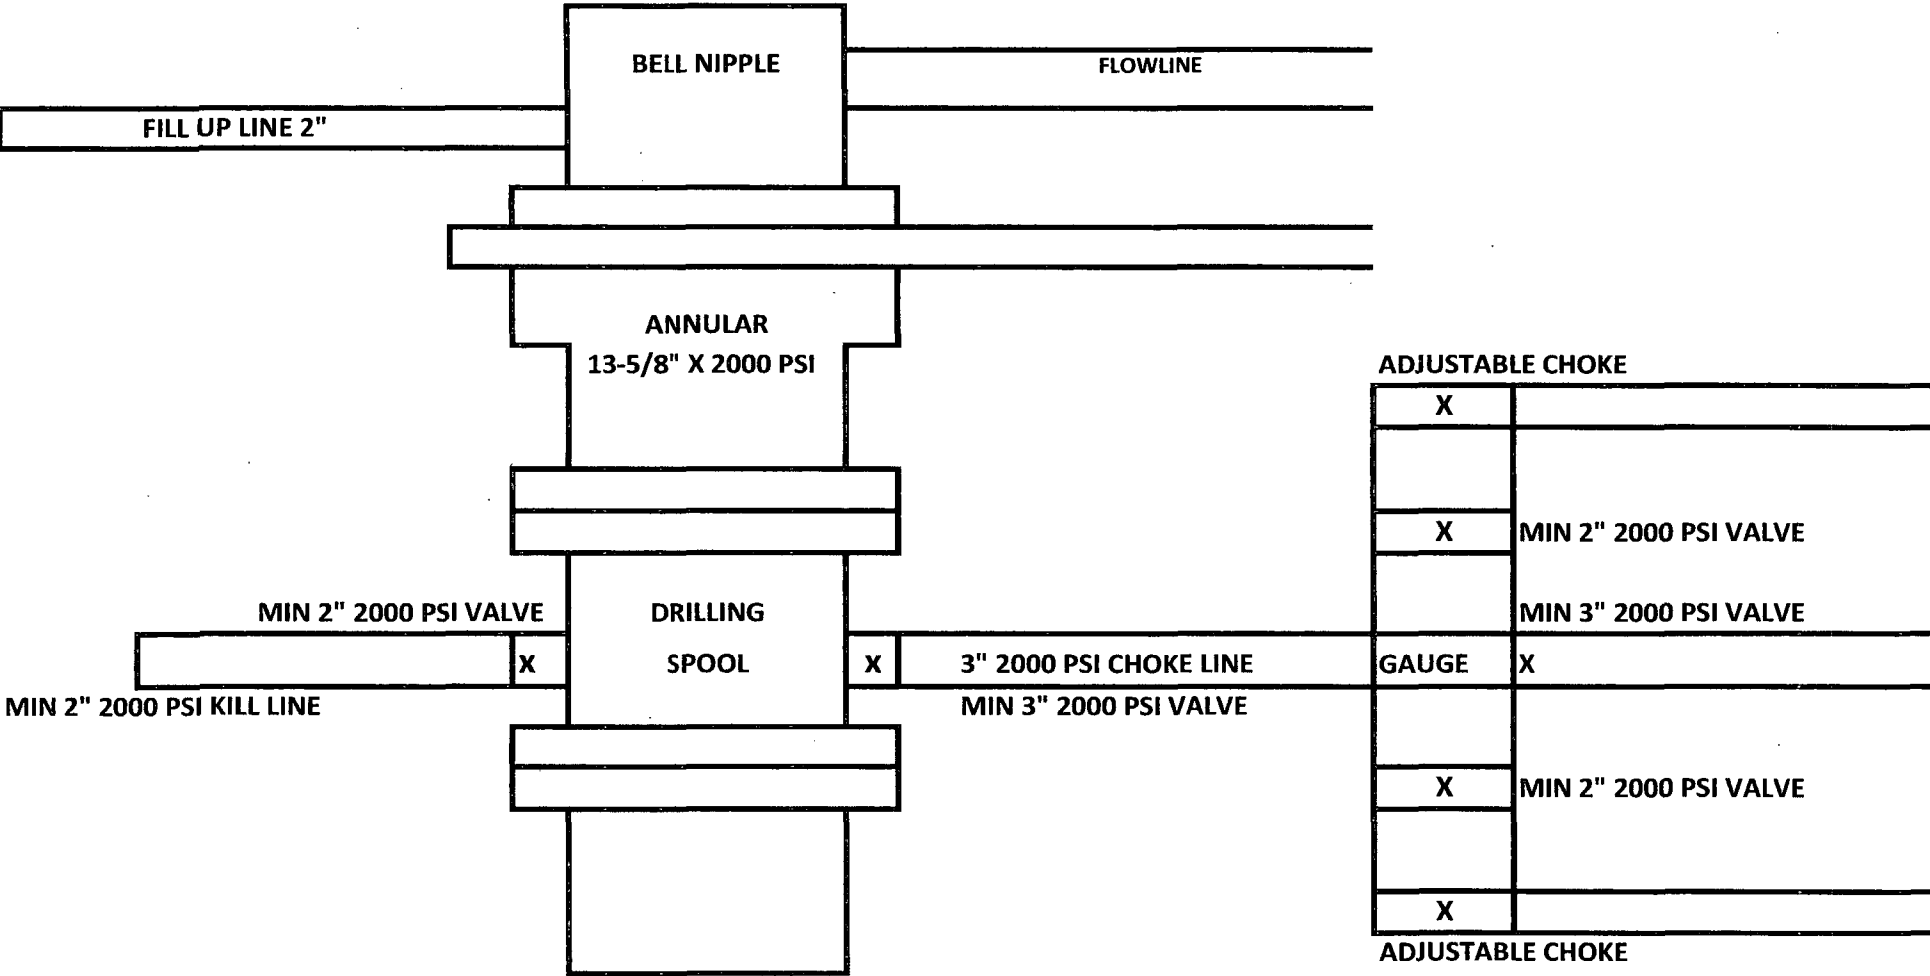 BELL NIPPLE
FLOWLINE
FILL UP LINE 2"
ANNULAR
13-5/8" X 2000 PSI
ADJUSTABLE CHOKE
X
X MIN 2" 2000 PSI VALVE
MIN 2" 2000 PSI VALVE
DRILLING
MIN 3" 2000 PSI VALVE
X
SPOOL
X
3" 2000 PSI CHOKE LINE
GAUGE
X
MIN 2" 2000 PSI KILL LINE
MIN 3" 2000 PSI VALVE
X MIN 2" 2000 PSI VALVE
X
ADJUSTABLE CHOKE